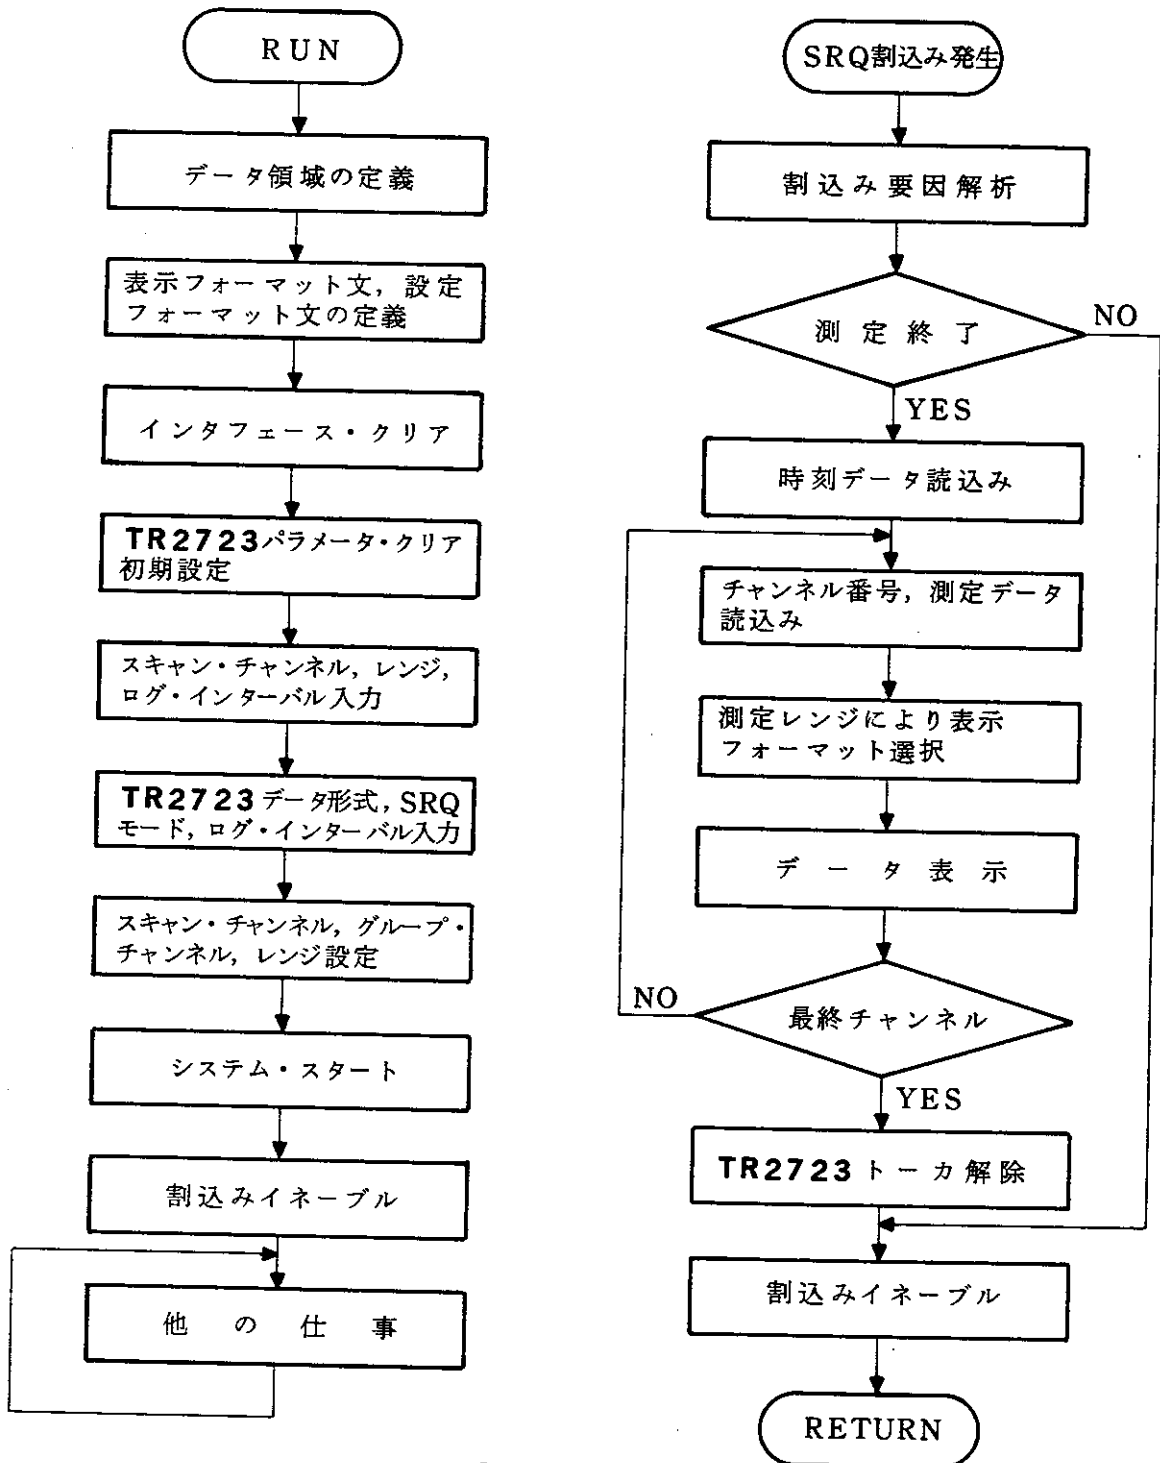 RUN
データ領域の定義
表示フォーマット文, 設定
フォーマット文の定義
インタフェース・クリア
TR2723パラメータ・クリア
初期設定
スキャン・チャンネル, レンジ,
ログ・インターバル入力
TR2723データ形式, SRQ
モード, ログ・インターバル入力
スキャン・チャンネル, グループ・
チャンネル, レンジ設定
システム・スタート
割込みイネーブル
他の仕事
SRQ割込み発生
割込み要因解析
測定終了
NO
YES
時刻データ読込み
チャンネル番号, 測定データ
読込み
測定レンジにより表示
フォーマット選択
データ表示
最終チャンネル
NO
YES
TR2723トーカ解除
割込みイネーブル
RETURN